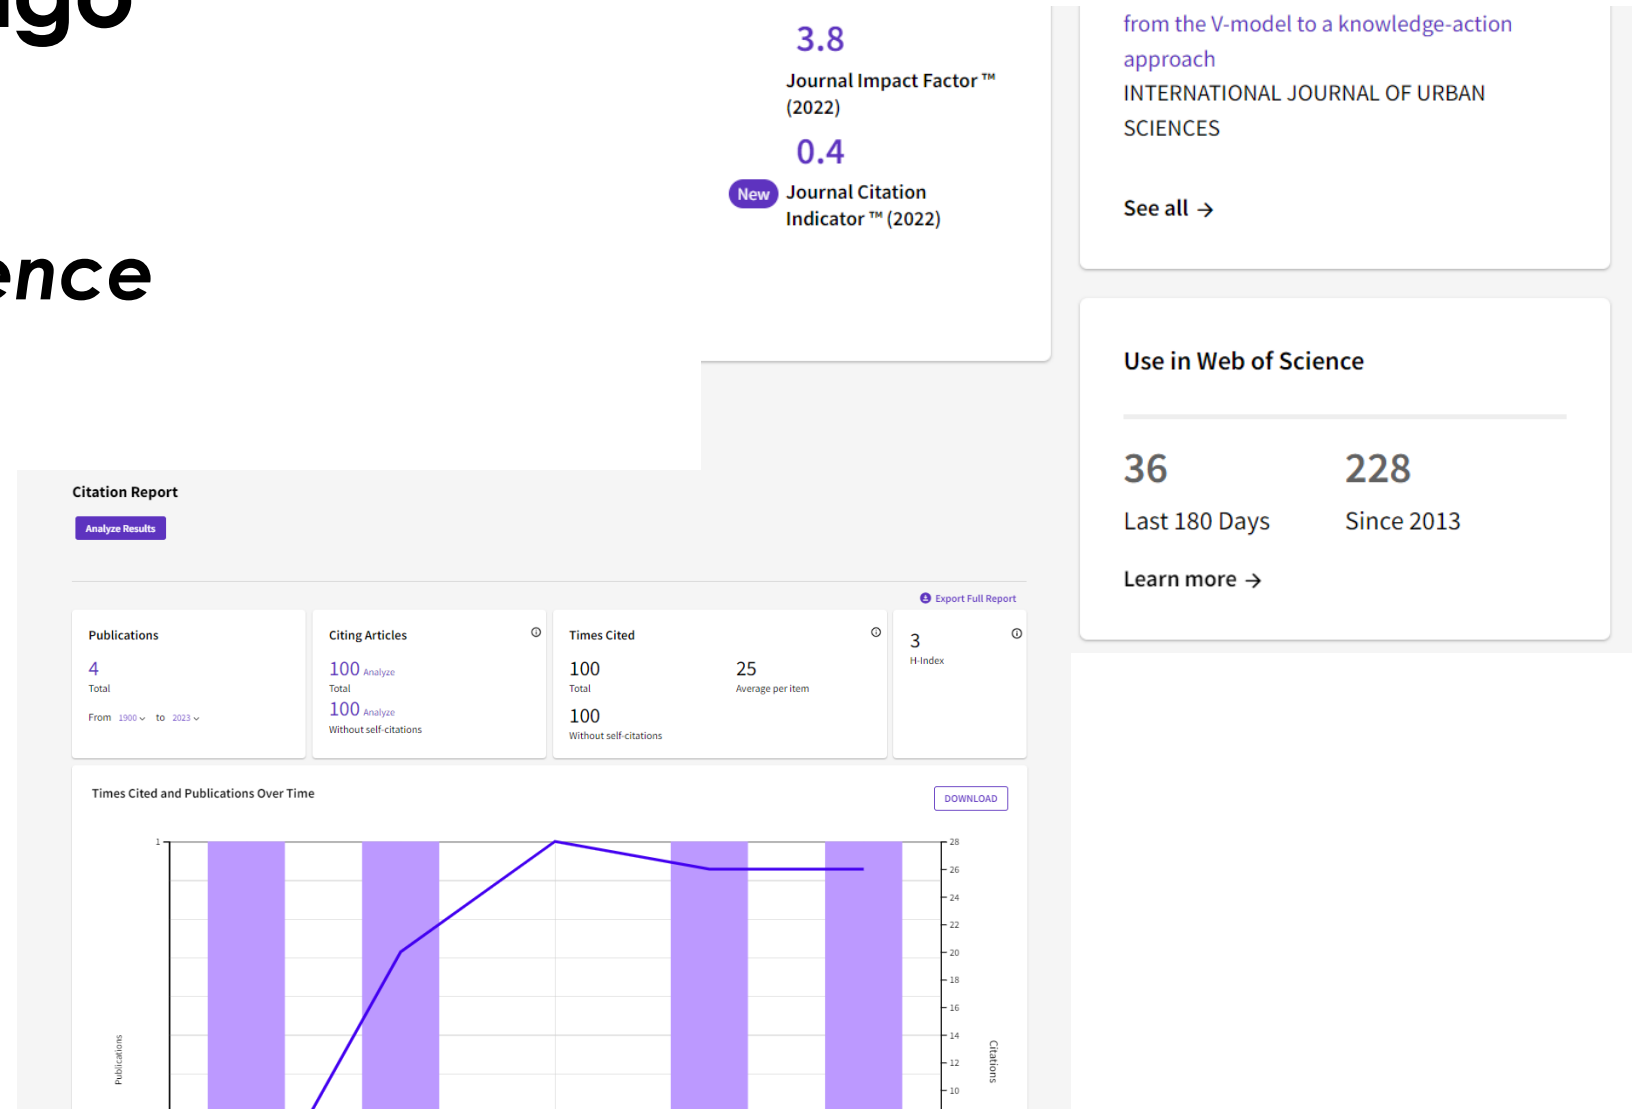 3.8
Journal Impact Factor ™
(2022)
0.4
New
Journal Citation
Indicator ™ (2022)
from the V-model to a knowledge-action
approach
INTERNATIONAL JOURNAL OF URBAN
SCIENCES
See all →
Use in Web of Science
36
228
Last 180 Days
Since 2013
Learn more →
Citation Report
Analyze Results
Export Full Report
Publications
4
Total
From 1900 to 2023
Citing Articles
100 Analyze
Total
100 Analyze
Without self-citations
Times Cited
100
Total
25
Average per item
100
Without self-citations
3
H-Index
Times Cited and Publications Over Time
DOWNLOAD
1
28
26
24
22
20
18
16
14
12
10
Publications
Citations